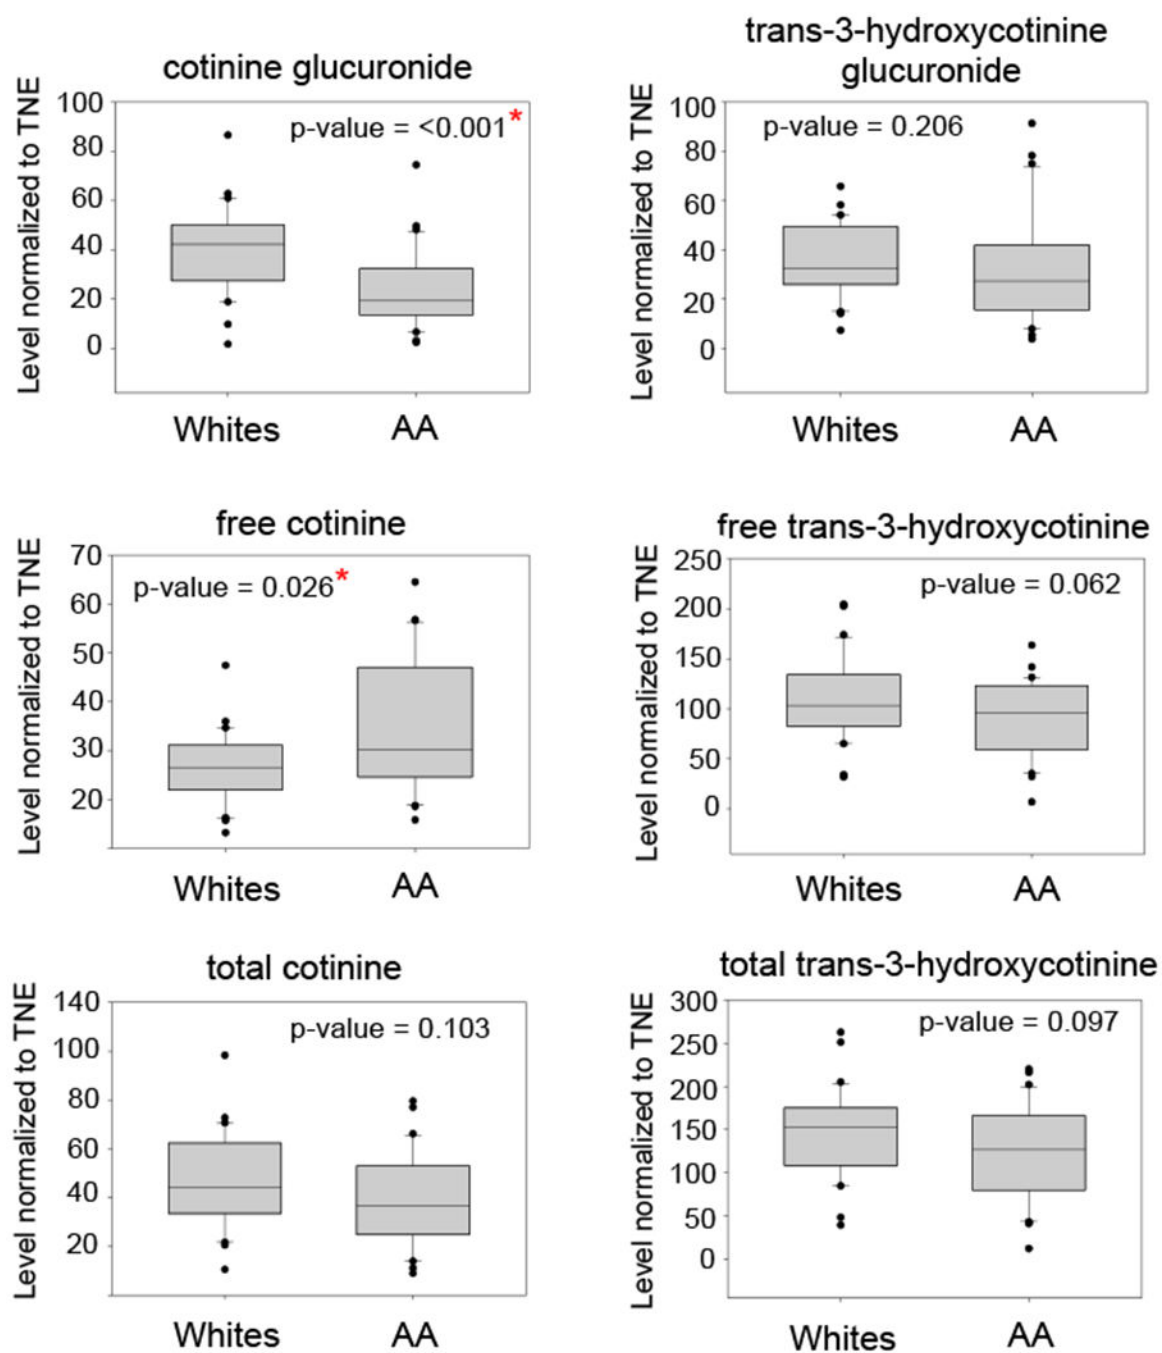 cotinine glucuronide
Level normalized to TNE
100
80
60
40
20
0
p-value = <0.001*
Whites AA
trans-3-hydroxycotinine
glucuronide
Level normalized to TNE
100
80
60
40
20
0
p-value = 0.206
Whites AA
free cotinine
Level normalized to TNE
70
60
50
40
30
20
p-value = 0.026*
Whites AA
free trans-3-hydroxycotinine
Level normalized to TNE
250
200
150
100
50
0
p-value = 0.062
Whites AA
total cotinine
Level normalized to TNE
140
100
80
60
40
20
p-value = 0.103
Whites AA
total trans-3-hydroxycotinine
Level normalized to TNE
300
250
200
150
100
50
0
p-value = 0.097
Whites AA